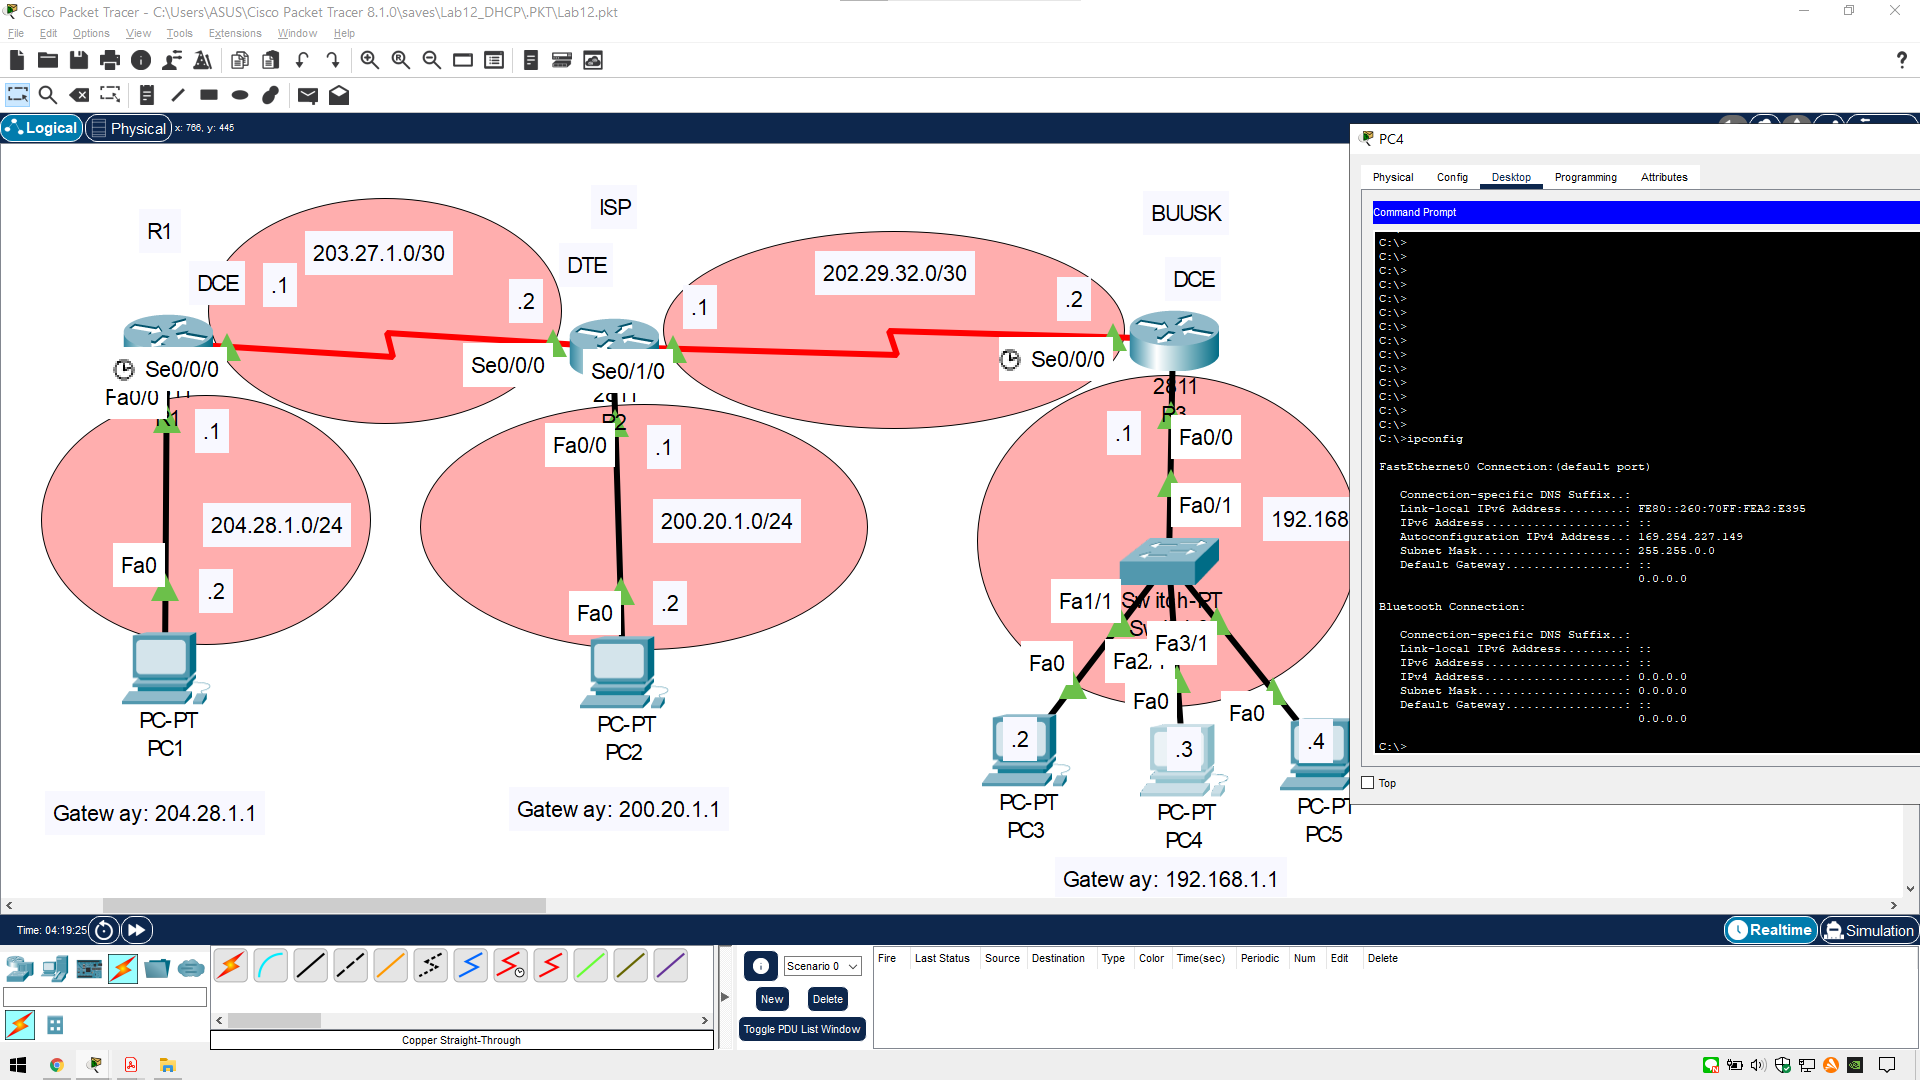 Cisco Packet Tracer - C:\Users\ASUS\Cisco Packet Tracer 8.1.0\saves\Lab12_DHCP\.PKT\Lab12.pkt
File Edit Options View Tools Extensions Window Help
?
Logical Physical x: 766, y: 445
R1
DCE
.1
203.27.1.0/30
.2
ISP
DTE
.1
202.29.32.0/30
.2
BUUSK
DCE
Se0/0/0
Fa0/0
R1
.1
204.28.1.0/24
Fa0
.2
PC-PT
PC1
Gatew ay: 204.28.1.1
Se0/0/0
Se0/1/0
2811
R2
Fa0/0
.1
200.20.1.0/24
Fa0
.2
PC-PT
PC2
Gatew ay: 200.20.1.1
Se0/0/0
2811
R3
.1
Fa0/0
Fa0/1
192.168
Fa1/1
Sw itch-PT
Fa3/1
Fa2/
Fa0
Fa0
Fa0
.2
.3
.4
PC-PT
PC3
PC-PT
PC4
PC-PT
PC5
Gatew ay: 192.168.1.1
PC4
Physical Config Desktop Programming Attributes
Command Prompt
C:\>
C:\>
C:\>
C:\>
C:\>
C:\>
C:\>
C:\>
C:\>
C:\>
C:\>
C:\>
C:\>
C:\>
C:\>ipconfig
FastEthernet0 Connection:(default port)
Connection-specific DNS Suffix..:
Link-local IPv6 Address.........: FE80::260:70FF:FEA2:E395
IPv6 Address....................: ::
Autoconfiguration IPv4 Address..: 169.254.227.149
Subnet Mask.....................: 255.255.0.0
Default Gateway.................: ::
0.0.0.0
Bluetooth Connection:
Connection-specific DNS Suffix..:
Link-local IPv6 Address.........: ::
IPv6 Address....................: ::
IPv4 Address....................: 0.0.0.0
Subnet Mask.....................: 0.0.0.0
Default Gateway.................: ::
0.0.0.0
C:\>
Top
Time: 04:19:25
Realtime Simulation
Scenario 0
New Delete
Toggle PDU List Window
Fire Last Status Source Destination Type Color Time(sec) Periodic Num Edit Delete
Copper Straight-Through